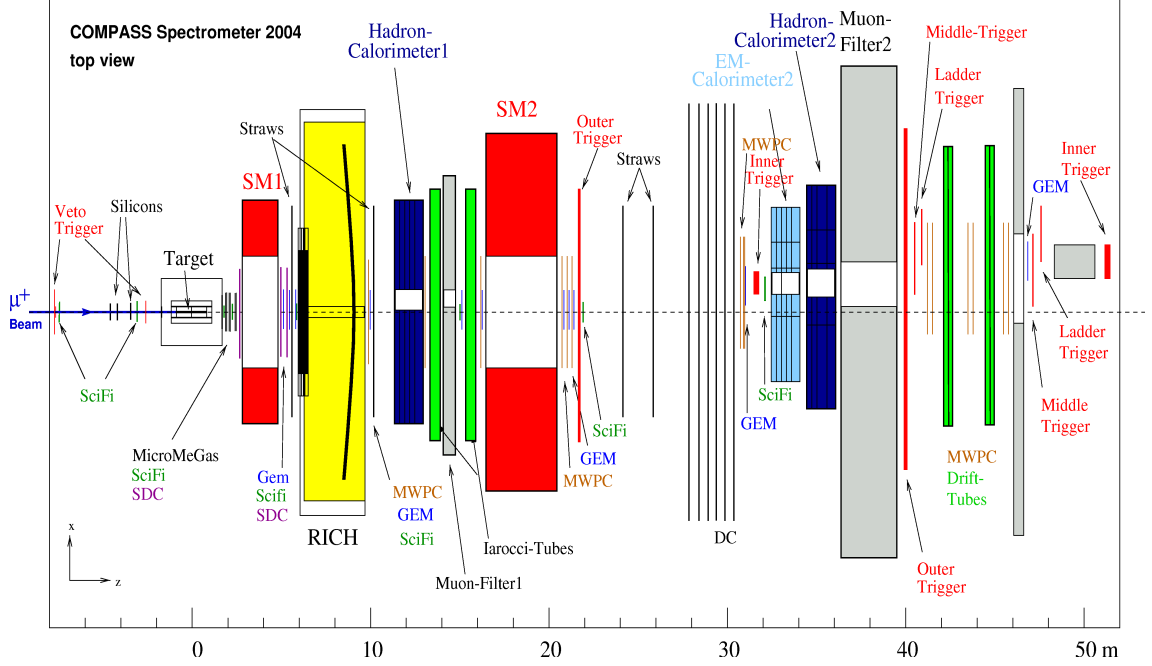 COMPASS Spectrometer 2004
top view
Hadron-
Calorimeter1
Hadron-
Calorimeter2
Muon-
Filter2
Middle-Trigger
EM-
Calorimeter2
Ladder
Trigger
SM2
Outer
Trigger
Straws
Straws
MWPC
Inner
Trigger
Inner
Trigger
GEM
SM1
Veto
Trigger
Silicons
Target
μ+
Beam
SciFi
MicroMeGas
SciFi
SDC
Gem
Scifi
SDC
RICH
MWPC
GEM
SciFi
Iarocci-Tubes
Muon-Filter1
SciFi
GEM
MWPC
DC
SciFi
GEM
Ladder
Trigger
Middle
Trigger
MWPC
Drift-
Tubes
Outer
Trigger
x
z
0 10 20 30 40 50 m